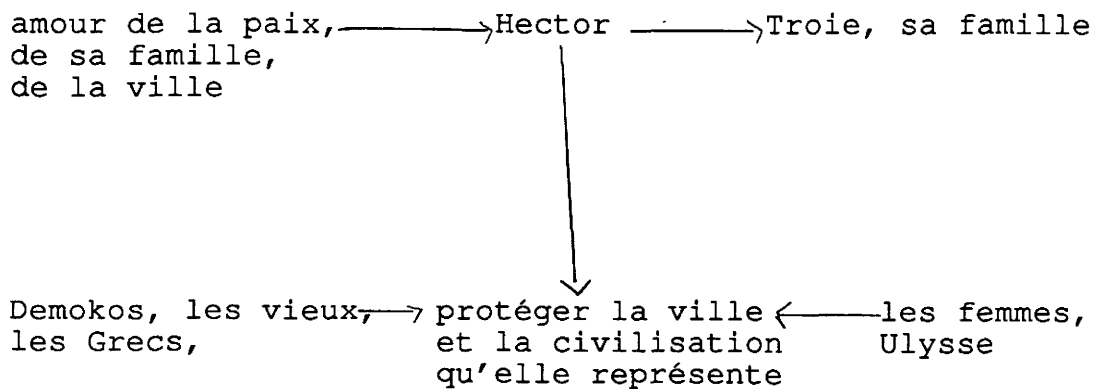 amour de la paix, Hector Troie, sa famille
de sa famille,
de la ville
Demokos, les vieux, protéger la ville les femmes,
les Grecs, et la civilisation Ulysse
qu'elle représente